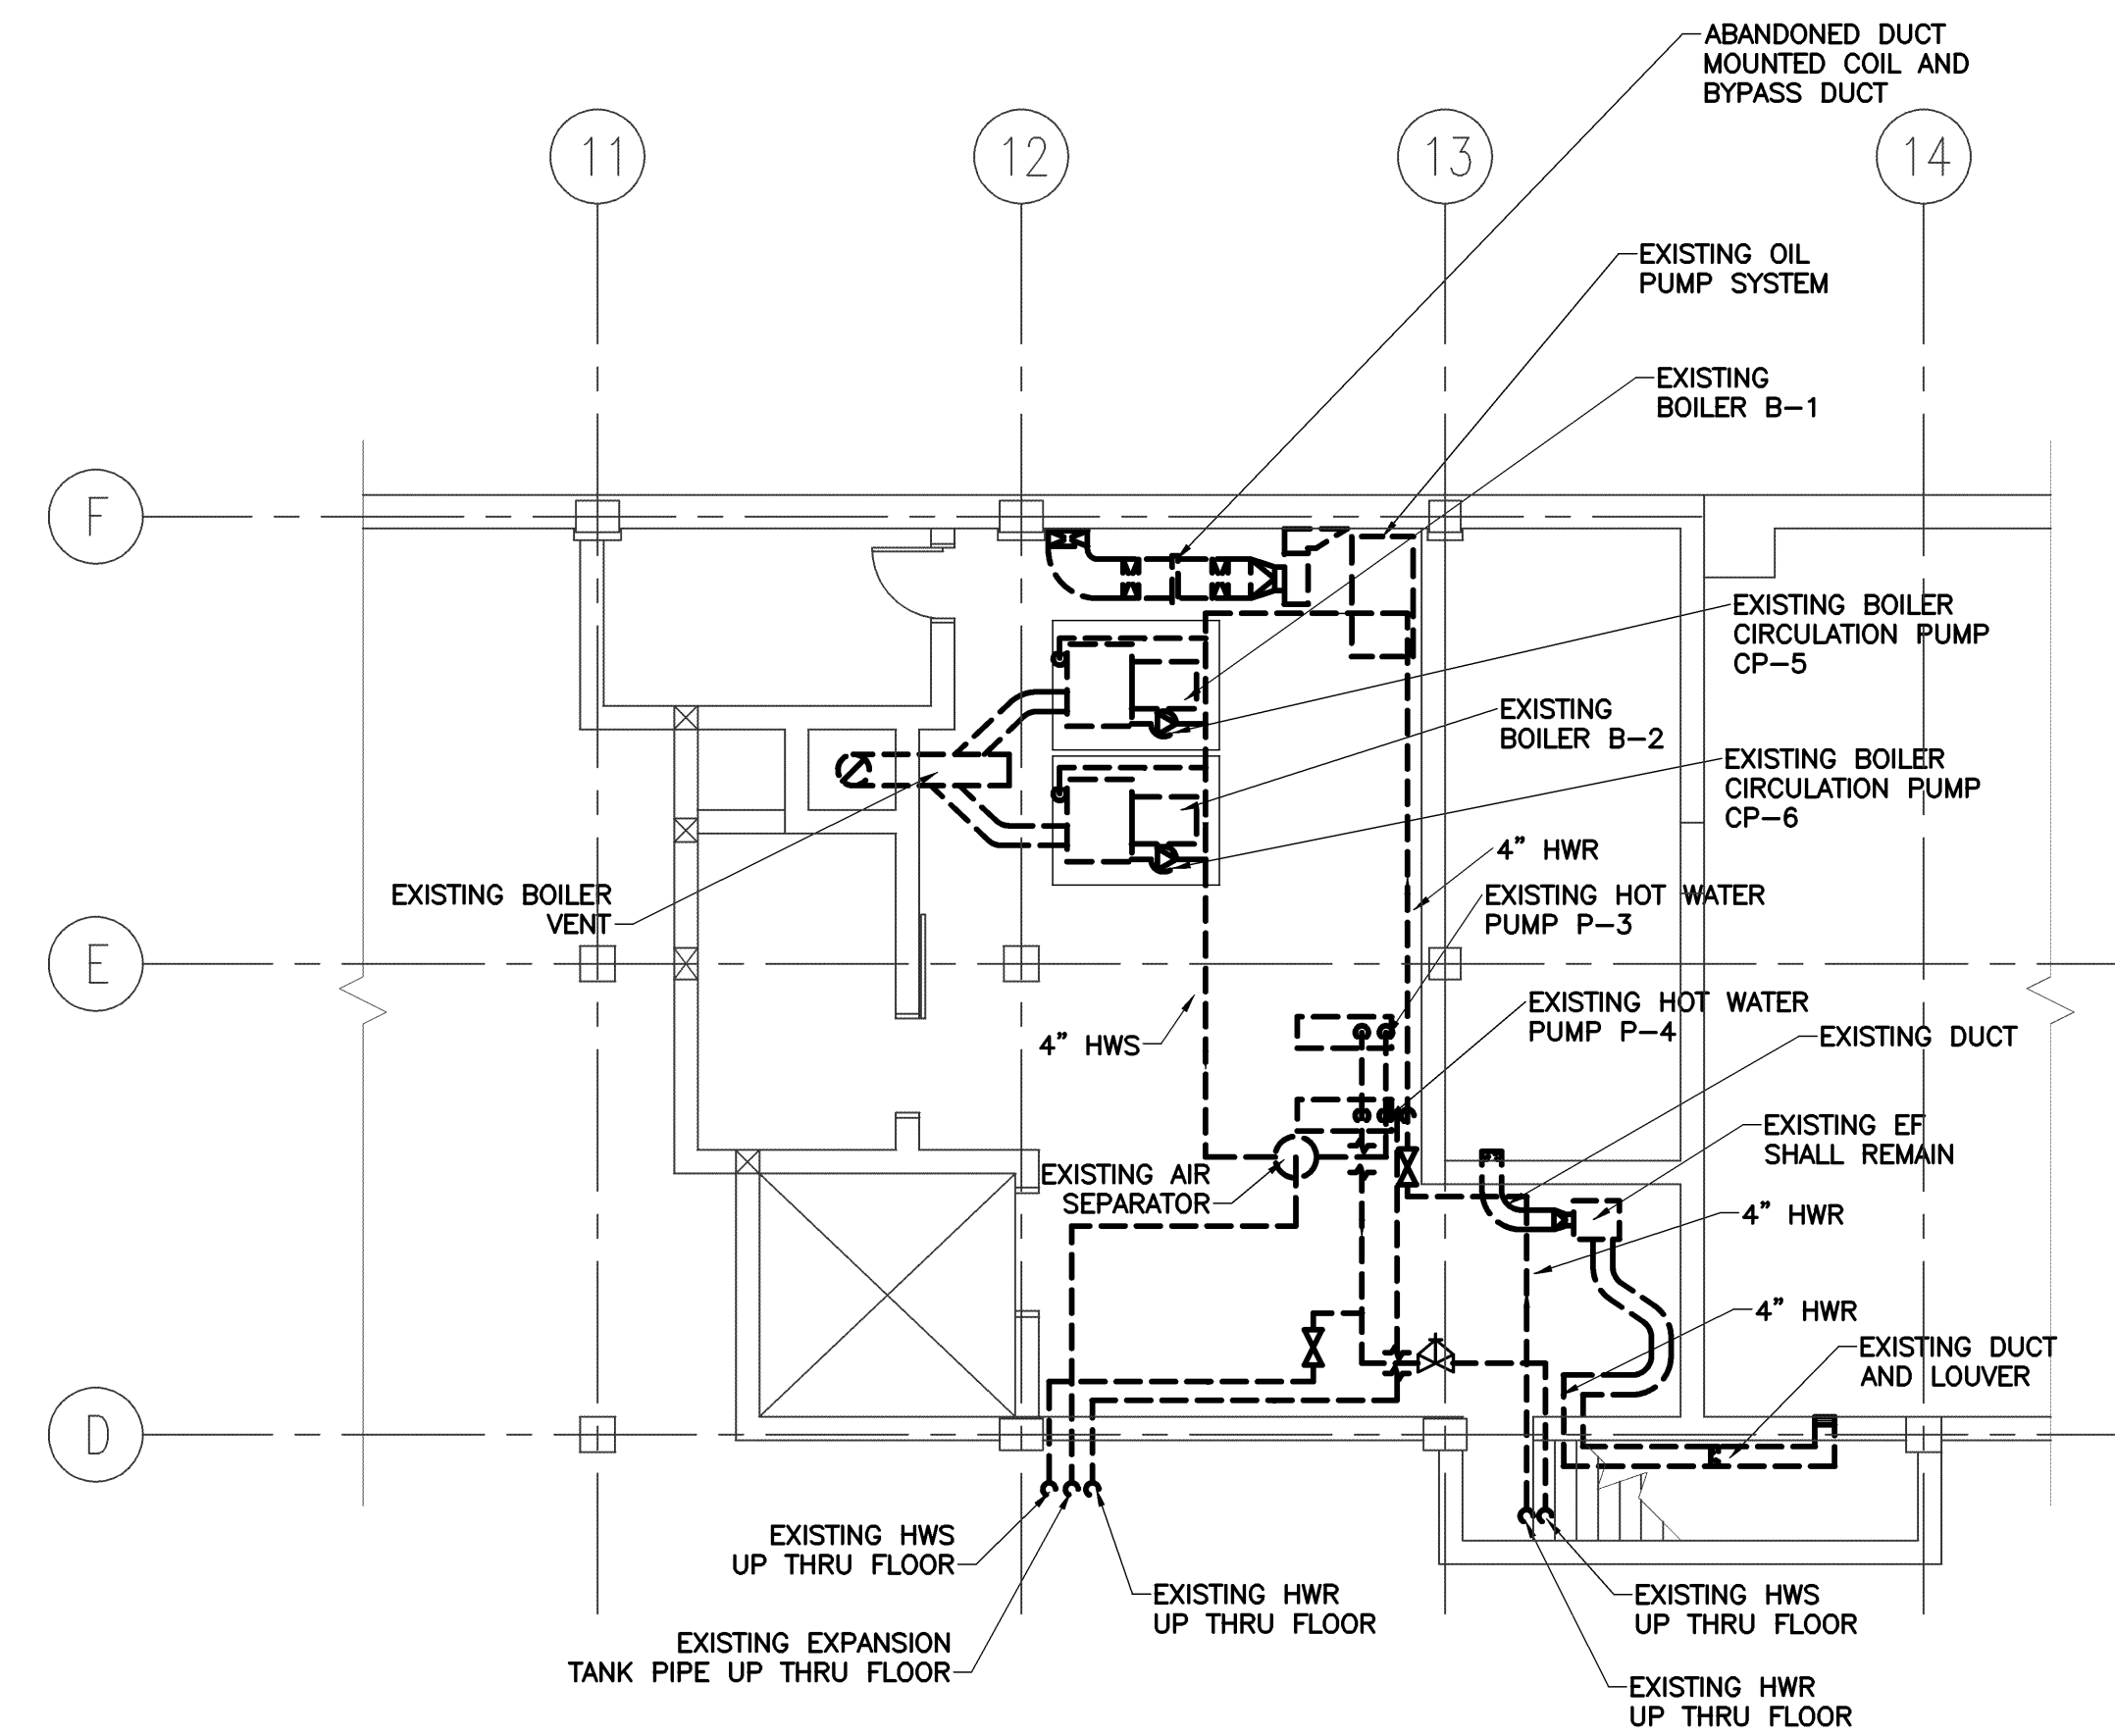 ABANDONED DUCT
MOUNTED COIL AND
BYPASS DUCT
11
12
13
14
EXISTING OIL
PUMP SYSTEM
EXISTING
BOILER B-1
F
EXISTING BOILER
CIRCULATION PUMP
CP-5
EXISTING
BOILER B-2
EXISTING BOILER
CIRCULATION PUMP
CP-6
4" HWR
EXISTING BOILER
VENT
EXISTING HOT WATER
PUMP P-3
E
EXISTING HOT WATER
PUMP P-4
4" HWS
EXISTING DUCT
EXISTING EF
SHALL REMAIN
EXISTING AIR
SEPARATOR
4" HWR
4" HWR
EXISTING DUCT
AND LOUVER
D
EXISTING HWS
UP THRU FLOOR
EXISTING HWR
UP THRU FLOOR
EXISTING HWS
UP THRU FLOOR
EXISTING EXPANSION
TANK PIPE UP THRU FLOOR
EXISTING HWR
UP THRU FLOOR